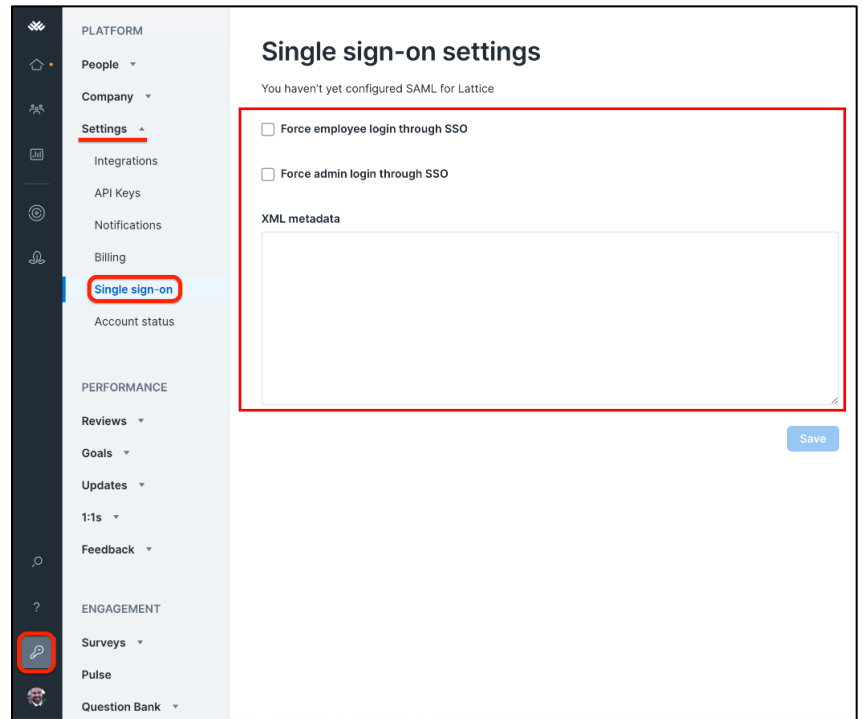 PLATFORM
People
Company
Settings
Integrations
API Keys
Notifications
Billing
Single sign-on
Account status
PERFORMANCE
Reviews
Goals
Updates
1:1s
Feedback
ENGAGEMENT
Surveys
Pulse
Question Bank
?
Single sign-on settings
You haven't yet configured SAML for Lattice
Force employee login through SSO
Force admin login through SSO
XML metadata
Save